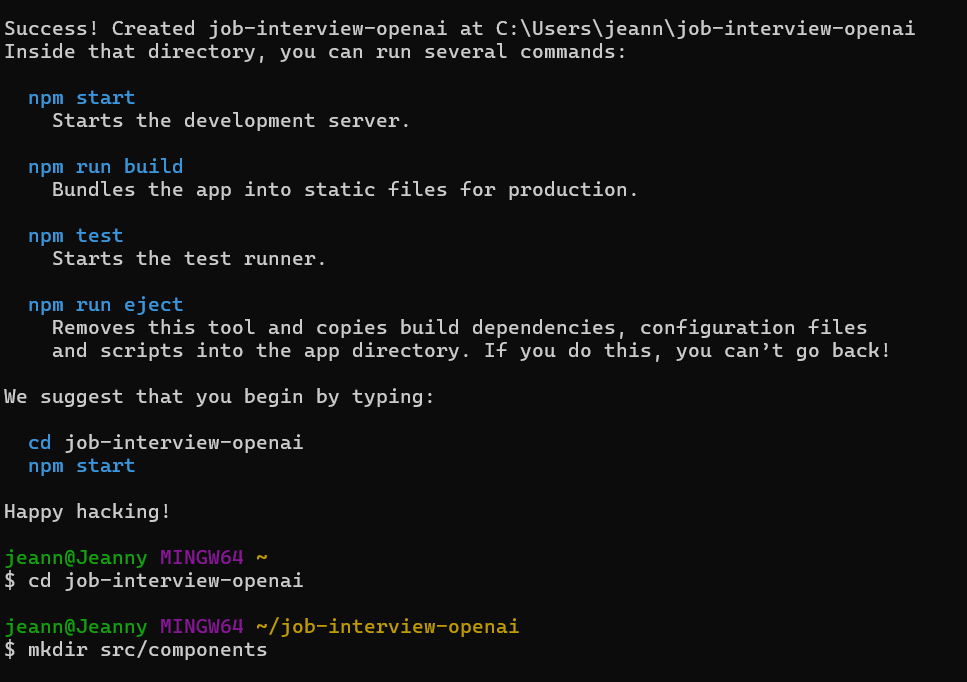 Success! Created job-interview-openai at C:\Users\jeann\job-interview-openai
Inside that directory, you can run several commands:
npm start
Starts the development server.
npm run build
Bundles the app into static files for production.
npm test
Starts the test runner.
npm run eject
Removes this tool and copies build dependencies, configuration files
and scripts into the app directory. If you do this, you can’t go back!
We suggest that you begin by typing:
cd job-interview-openai
npm start
Happy hacking!
jeann@Jeanny MINGW64 ~
$ cd job-interview-openai
jeann@Jeanny MINGW64 ~/job-interview-openai
$ mkdir src/components